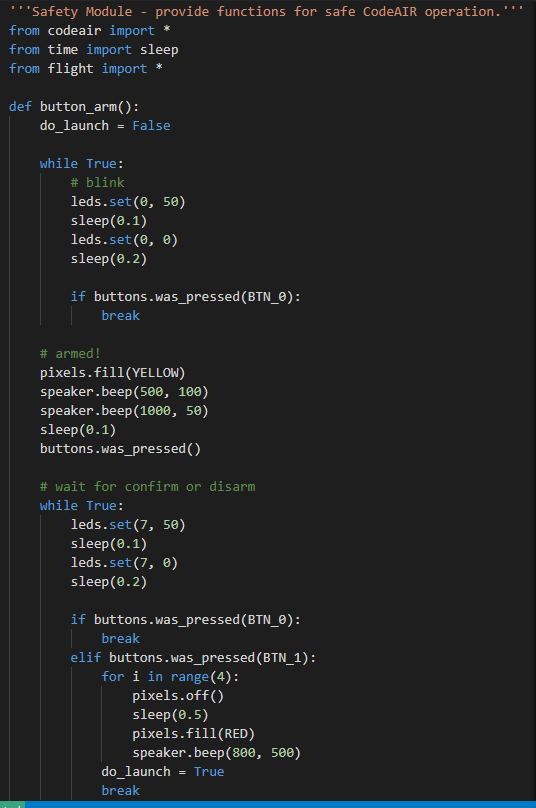 '''Safety Module - provide functions for safe CodeAIR operation.'''
from codeair import *
from time import sleep
from flight import *

def button_arm():
    do_launch = False

    while True:
        # blink
        leds.set(0, 50)
        sleep(0.1)
        leds.set(0, 0)
        sleep(0.2)

        if buttons.was_pressed(BTN_0):
            break

    # armed!
    pixels.fill(YELLOW)
    speaker.beep(500, 100)
    speaker.beep(1000, 50)
    sleep(0.1)
    buttons.was_pressed()

    # wait for confirm or disarm
    while True:
        leds.set(7, 50)
        sleep(0.1)
        leds.set(7, 0)
        sleep(0.2)

        if buttons.was_pressed(BTN_0):
            break
        elif buttons.was_pressed(BTN_1):
            for i in range(4):
                pixels.off()
                sleep(0.5)
                pixels.fill(RED)
                speaker.beep(800, 500)
            do_launch = True
            break